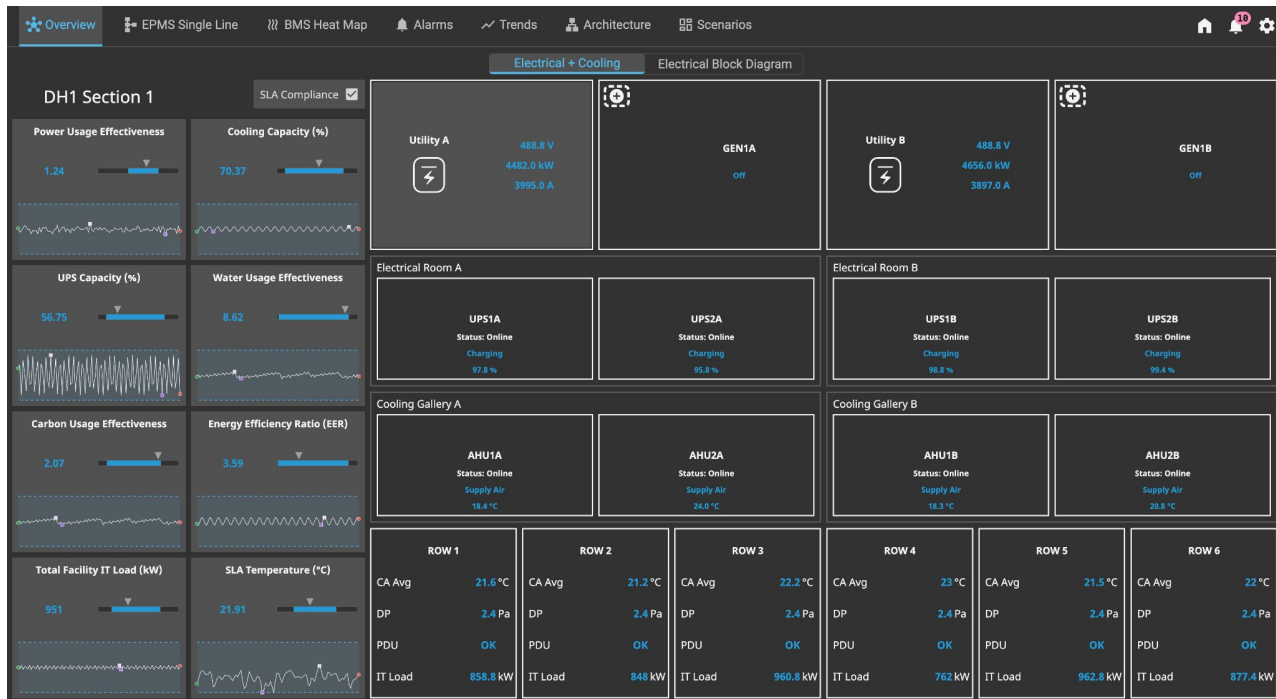 Overview EPMS Single Line BMS Heat Map Alarms Trends Architecture Scenarios 10
Electrical + Cooling Electrical Block Diagram
DH1 Section 1 SLA Compliance
Power Usage Effectiveness
1.24
Cooling Capacity (%)
70.37
UPS Capacity (%)
56.75
Water Usage Effectiveness
8.62
Carbon Usage Effectiveness
2.07
Energy Efficiency Ratio (EER)
3.59
Total Facility IT Load (kW)
951
SLA Temperature (°C)
21.91
Utility A
488.8 V
4482.0 kW
3995.0 A
GEN1A
Off
Utility B
488.8 V
4656.0 kW
3897.0 A
GEN1B
Off
Electrical Room A
UPS1A
Status: Online
Charging
97.8 %
UPS2A
Status: Online
Charging
95.8 %
Electrical Room B
UPS1B
Status: Online
Charging
98.8 %
UPS2B
Status: Online
Charging
99.4 %
Cooling Gallery A
AHU1A
Status: Online
Supply Air
18.4 °C
AHU2A
Status: Online
Supply Air
24.0 °C
Cooling Gallery B
AHU1B
Status: Online
Supply Air
18.3 °C
AHU2B
Status: Online
Supply Air
20.8 °C
ROW 1
CA Avg 21.6 °C
DP 2.4 Pa
PDU OK
IT Load 858.8 kW
ROW 2
CA Avg 21.2 °C
DP 2.4 Pa
PDU OK
IT Load 848 kW
ROW 3
CA Avg 22.2 °C
DP 2.4 Pa
PDU OK
IT Load 960.8 kW
ROW 4
CA Avg 23 °C
DP 2.4 Pa
PDU OK
IT Load 762 kW
ROW 5
CA Avg 21.5 °C
DP 2.4 Pa
PDU OK
IT Load 962.8 kW
ROW 6
CA Avg 22 °C
DP 2.4 Pa
PDU OK
IT Load 877.4 kW